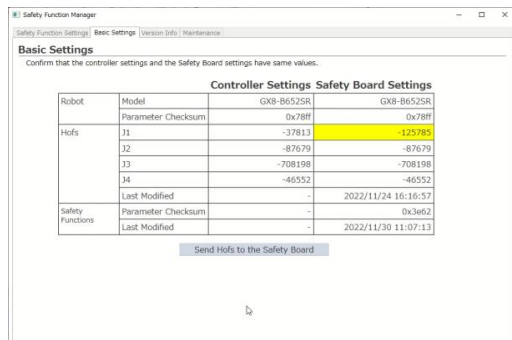 Safety Function Manager
Safety Function Settings Basic Settings Version Info Maintenance
Basic Settings
Confirm that the controller settings and the Safety Board settings have same values.
Controller Settings Safety Board Settings
Robot Model GX8-B652SR GX8-B652SR
Parameter Checksum 0x78ff 0x78ff
Hofs J1 -37813 -125785
J2 -87679 -87679
J3 -708198 -708198
J4 -46552 -46552
Last Modified - 2022/11/24 16:16:57
Safety Functions Parameter Checksum - 0x3e62
Last Modified - 2022/11/30 11:07:13
Send Hofs to the Safety Board